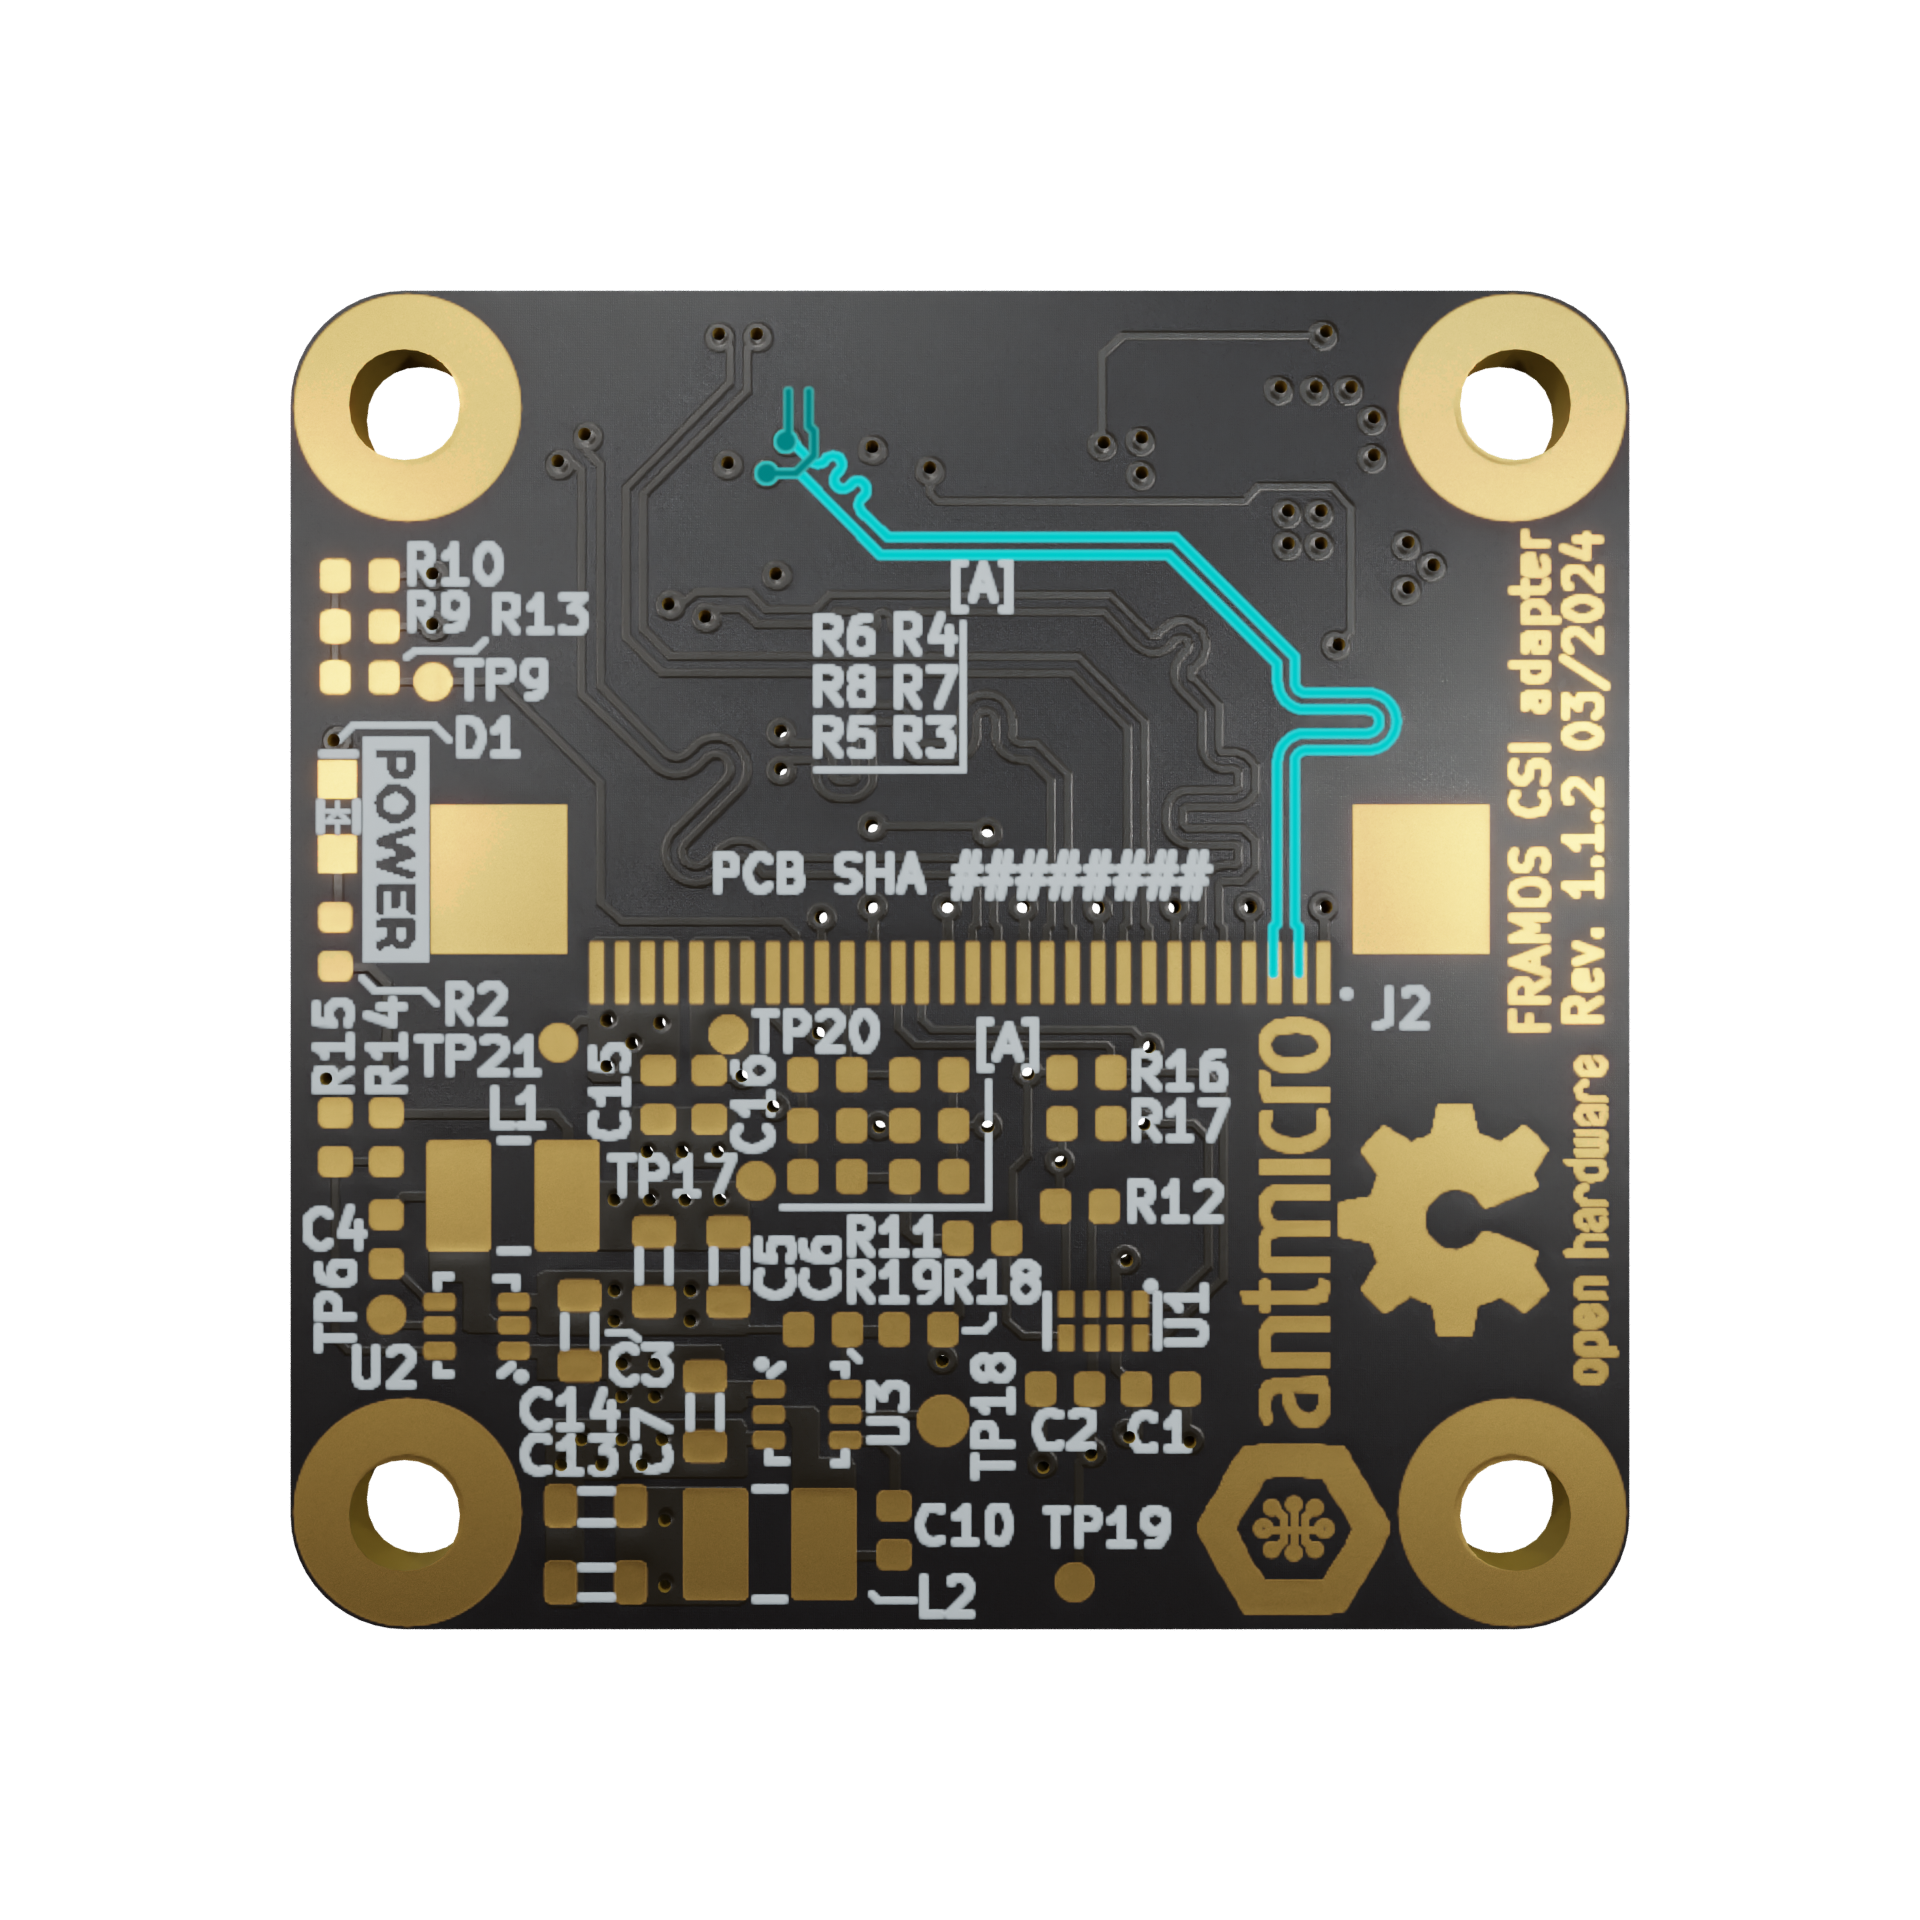 R10
R9 R13
TP9
D1
POWER
[A]
R6 R4
R8 R7
R5 R3
PCB SHA ########
FRAMOS CSI adapter
Rev. 1.1.2 03/2024
open hardware
J2
R2
R15
R14
TP21
L1
C15
TP20
C16
[A]
R16
R17
TP17
R12
C4
TP6
U2
C5
C6
R11
R19 R18
U1
antmicro
C3
C14
C13
C7
U3
TP18
C2 C1
C10
TP19
L2